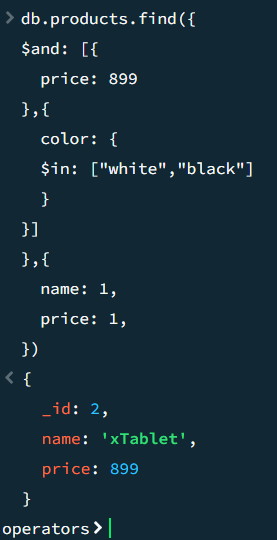 > db.products.find({
$and: [{
price: 899
},{
color: {
$in: ["white","black"]
}
}]
},{
name: 1,
price: 1,
})
< {
_id: 2,
name: 'xTablet',
price: 899
}
operators>